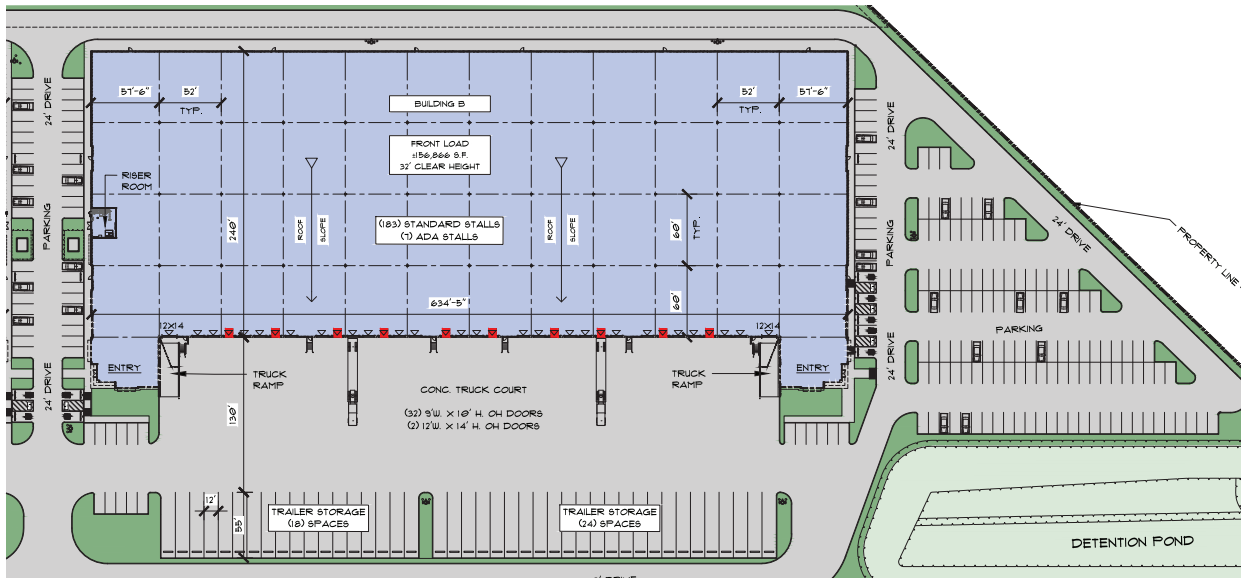 24' DRIVE
PARKING
24' DRIVE
57'-6"
52'
TYP.
BUILDING B
FRONT LOAD
±156,866 S.F.
32' CLEAR HEIGHT
52'
TYP.
57'-6"
RISER
ROOM
240'
ROOF
SLOPE
(183) STANDARD STALLS
(7) ADA STALLS
ROOF
SLOPE
60'
TYP.
60'
634'-5"
12X14
12X14
ENTRY
TRUCK
RAMP
130'
CONC. TRUCK COURT
(32) 9'W. X 10' H. OH DOORS
(2) 12'W. X 14' H. OH DOORS
TRUCK
RAMP
ENTRY
24' DRIVE
PARKING
24' DRIVE
24' DRIVE
PROPERTY LINE
PARKING
12'
55'
TRAILER STORAGE
(18) SPACES
TRAILER STORAGE
(24) SPACES
DETENTION POND